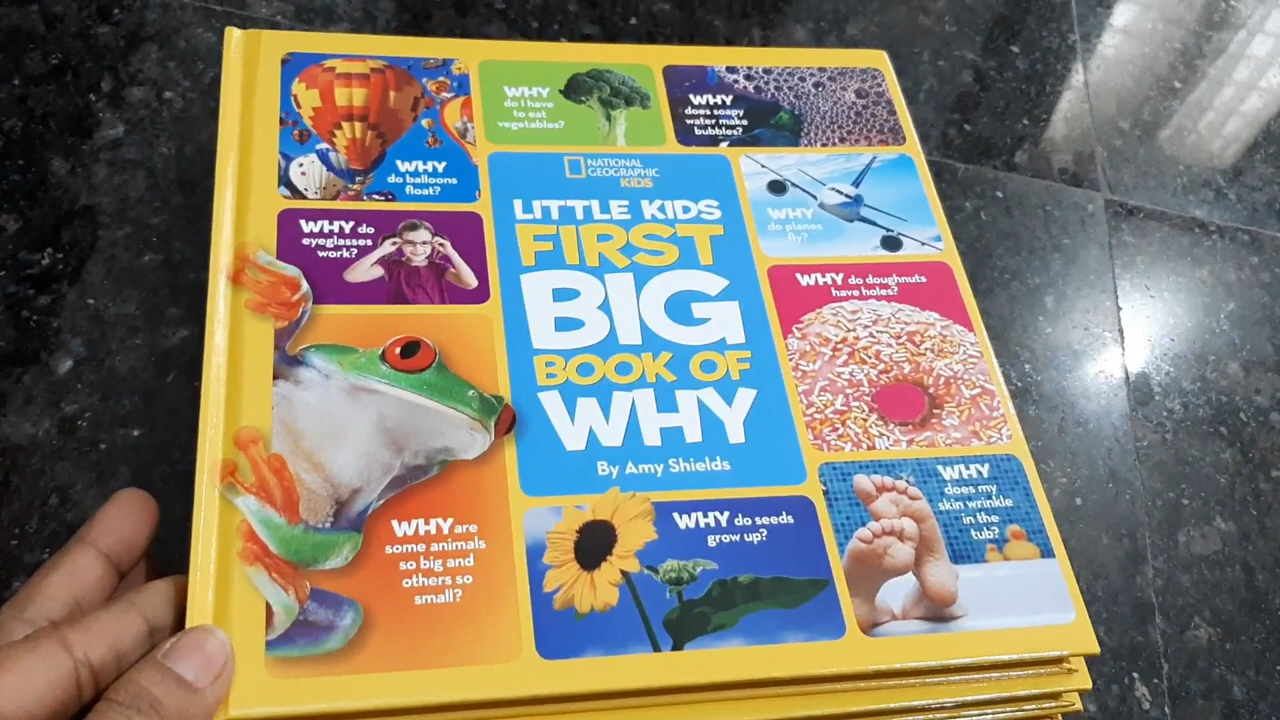 WHY
do balloons
float?
WHY
do I have
to eat
vegetables?
WHY
does soapy
water make
bubbles?
WHY do
eyeglasses
work?
NATIONAL
GEOGRAPHIC
KiDS
LITTLE KIDS
FIRST
BIG
BOOK OF
WHY
By Amy Shields
WHY
do planes
fly?
WHY do doughnuts
have holes?
WHY are
some animals
so big and
others so
small?
WHY do seeds
grow up?
WHY
does my
skin wrinkle
in the
tub?